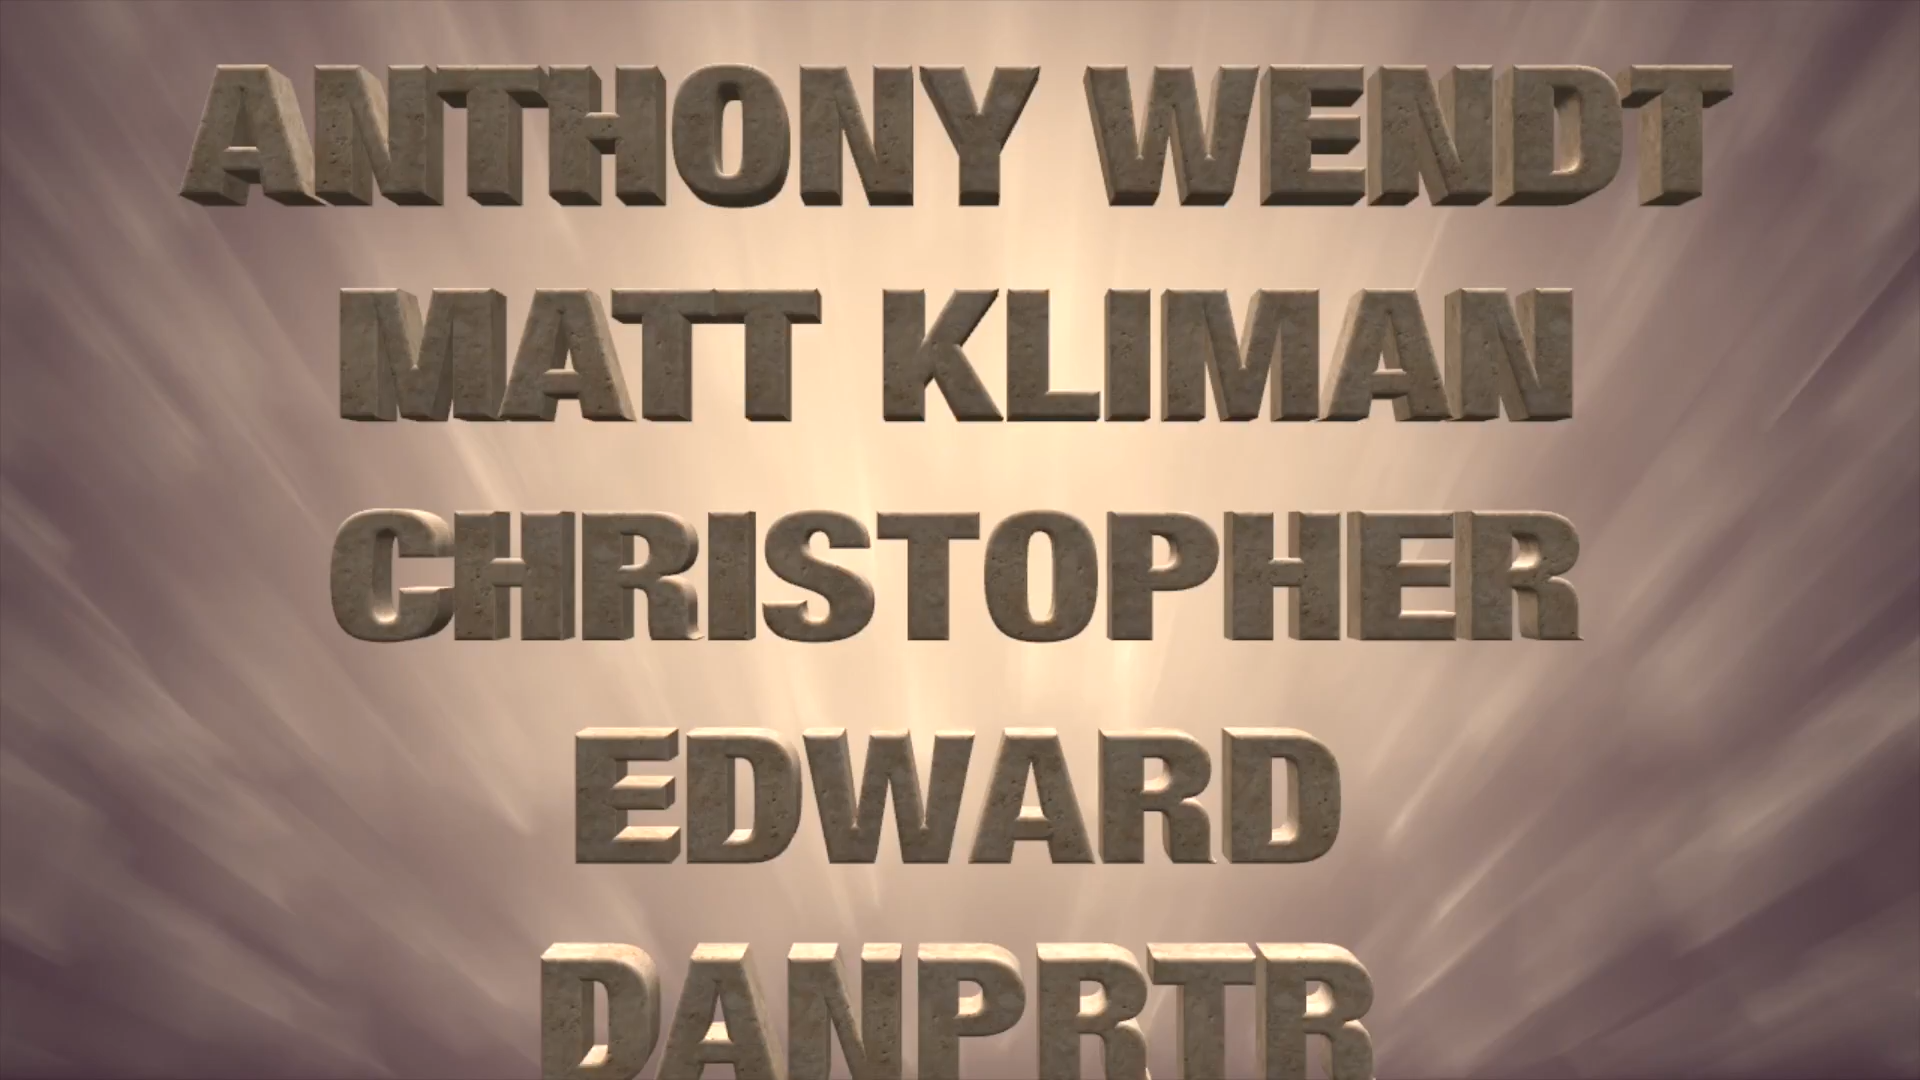 ANTHONY WENDT
MATT KLIMAN
CHRISTOPHER
EDWARD
DANPRTR